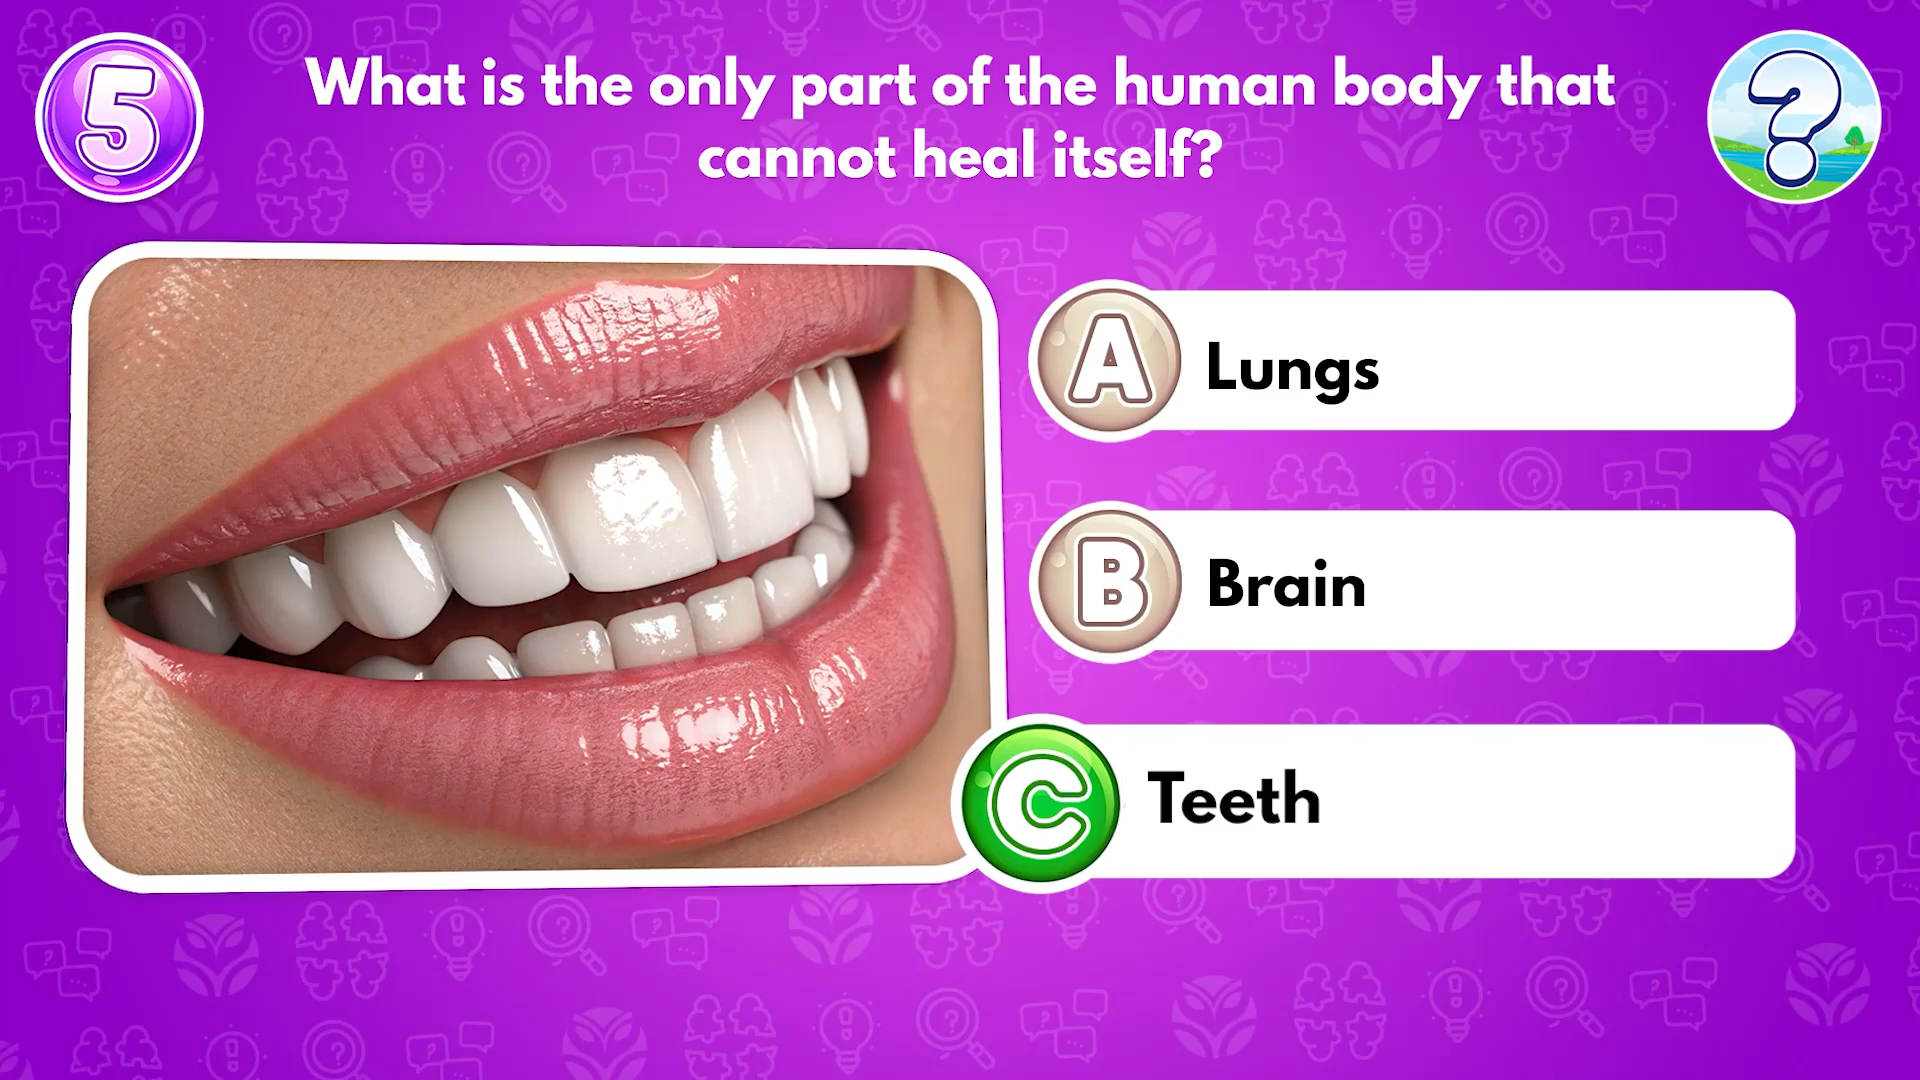 5
What is the only part of the human body that
cannot heal itself?
?
A Lungs
B Brain
C Teeth